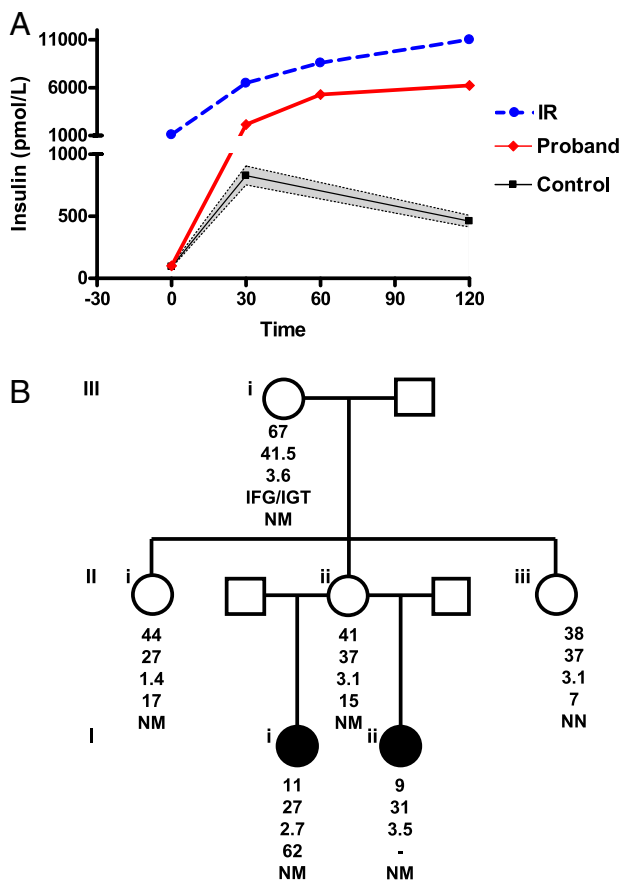 A
Insulin (pmol/L)
11000
6000
1000
1000
500
0
-30
0
30
60
90
120
Time
IR
Proband
Control
B
III
i
67
41.5
3.6
IFG/IGT
NM
II
i
ii
iii
44
27
1.4
17
NM
41
37
3.1
15
NM
38
37
3.1
7
NN
I
i
ii
11
27
2.7
62
NM
9
31
3.5
-
NM